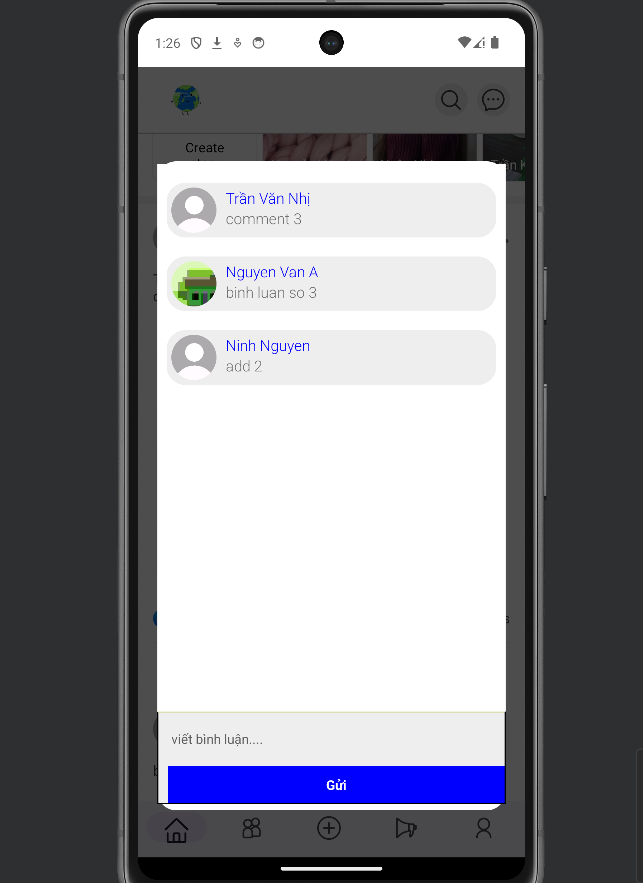 1:26
Create
Trần Văn Nhị
comment 3
Nguyen Van A
binh luan so 3
Ninh Nguyen
add 2
viết bình luận....
Gửi